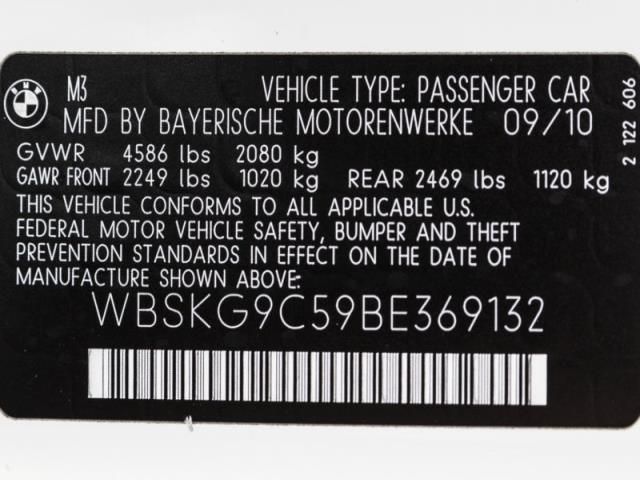 BMW
M3 VEHICLE TYPE: PASSENGER CAR
MFD BY BAYERISCHE MOTORENWERKE 09/10
GVWR 4586 lbs 2080 kg
GAWR FRONT 2249 lbs 1020 kg REAR 2469 lbs 1120 kg
THIS VEHICLE CONFORMS TO ALL APPLICABLE U.S.
FEDERAL MOTOR VEHICLE SAFETY, BUMPER AND THEFT
PREVENTION STANDARDS IN EFFECT ON THE DATE OF
MANUFACTURE SHOWN ABOVE:
WBSKG9C59BE369132
2 122 606